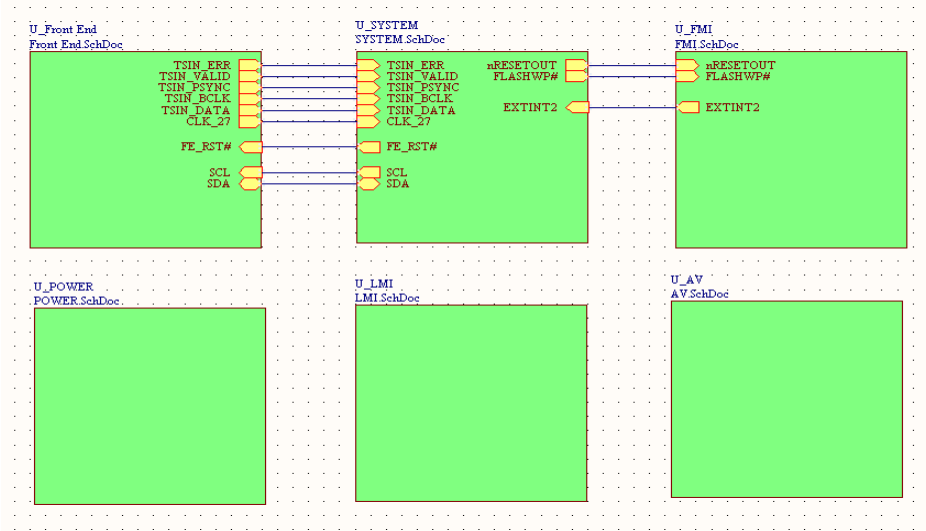 U_Front End
Front End.SchDoc
TSIN_ERR
TSIN_VALID
TSIN_PSYNC
TSIN_BCLK
TSIN_DATA
CLK_27
FE_RST#
SCL
SDA
U_SYSTEM
SYSTEM.SchDoc
TSIN_ERR
TSIN_VALID
TSIN_PSYNC
TSIN_BCLK
TSIN_DATA
CLK_27
FE_RST#
SCL
SDA
nRESETOUT
FLASHWP#
EXTINT2
U_FMI
FMI.SchDoc
nRESETOUT
FLASHWP#
EXTINT2
U_POWER
POWER.SchDoc
U_LMI
LMI.SchDoc
U_AV
AV.SchDoc